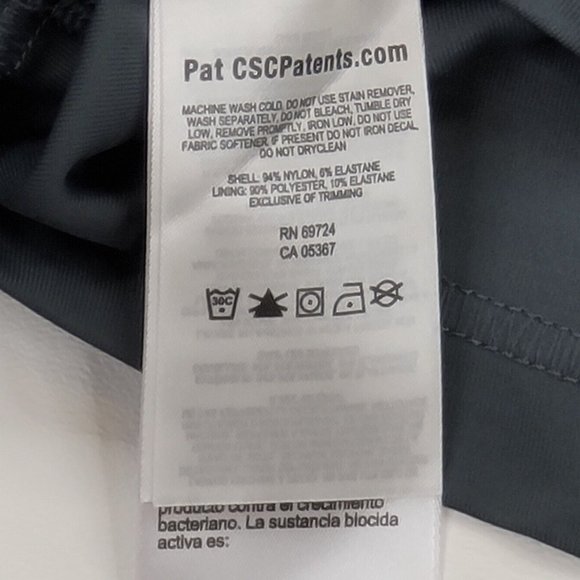 Pat CSCPatents.com
MACHINE WASH COLD, DO NOT USE STAIN REMOVER,
WASH SEPARATELY, DO NOT BLEACH, TUMBLE DRY
LOW, REMOVE PROMPTLY, IRON LOW, DO NOT USE
FABRIC SOFTENER, IF PRESENT DO NOT IRON DECAL,
DO NOT DRYCLEAN
SHELL: 94% NYLON, 6% ELASTANE
LINING: 90% POLYESTER, 10% ELASTANE
EXCLUSIVE OF TRIMMING
RN 69724
CA 05367
30C
producto contra el crecimiento
bacteriano. La sustancia biocida
activa es: